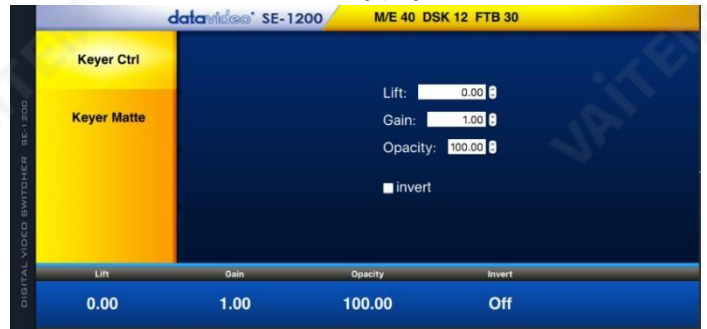 datavideo SE-1200
M/E 40 DSK 12 FTB 30
Keyer Ctrl
Keyer Matte
Lift: 0.00
Gain: 1.00
Opacity: 100.00
invert
Lift Gain Opacity Invert
0.00 1.00 100.00 Off
DIGITAL VIDEO SWITCHER SE-1200
VAITEM